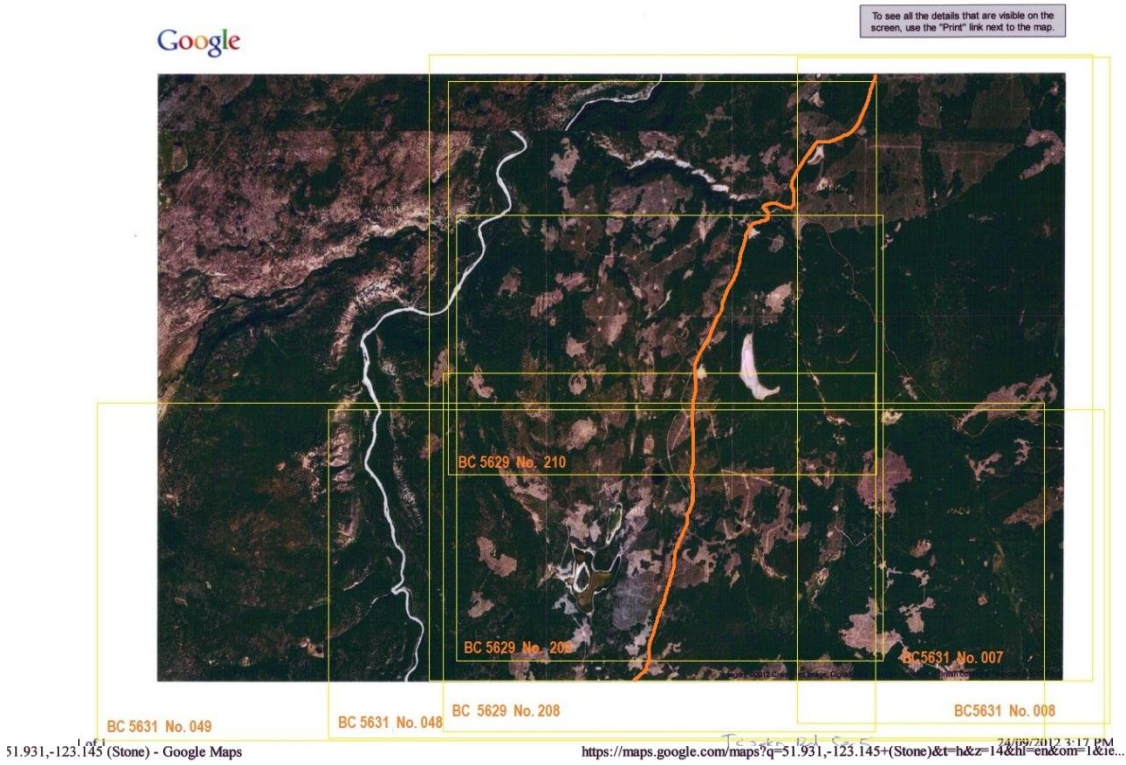 Google
To see all the details that are visible on the
screen, use the "Print" link next to the map.
BC 5629 No. 210
BC 5629 No. 209
BC5631 No. 007
BC 5629 No. 208
BC5631 No. 008
BC 5631 No. 048
BC 5631 No. 049
1 of 1
24/09/2012 3:17 PM
51.931,-123.145 (Stone) - Google Maps
https://maps.google.com/maps?q=51.931,-123.145+(Stone)&t=h&z=14&hl=en&om=1&ie...